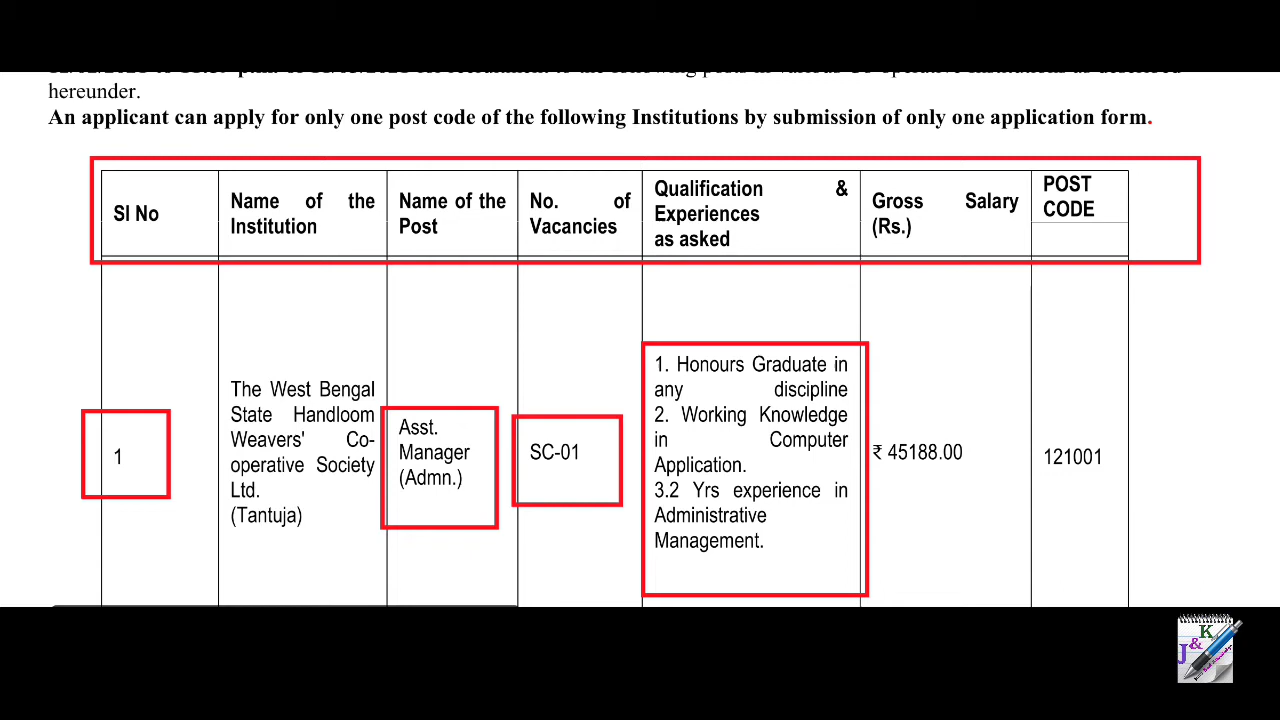 hereunder.
An applicant can apply for only one post code of the following Institutions by submission of only one application form.
Sl No
Name of the
Institution
Name of the
Post
No. of
Vacancies
Qualification &
Experiences
as asked
Gross Salary
(Rs.)
POST
CODE
1
The West Bengal
State Handloom
Weavers' Co-
operative Society
Ltd.
(Tantuja)
Asst.
Manager
(Admn.)
SC-01
1. Honours Graduate in
any discipline
2. Working Knowledge
in Computer
Application.
3.2 Yrs experience in
Administrative
Management.
₹ 45188.00
121001
J&K